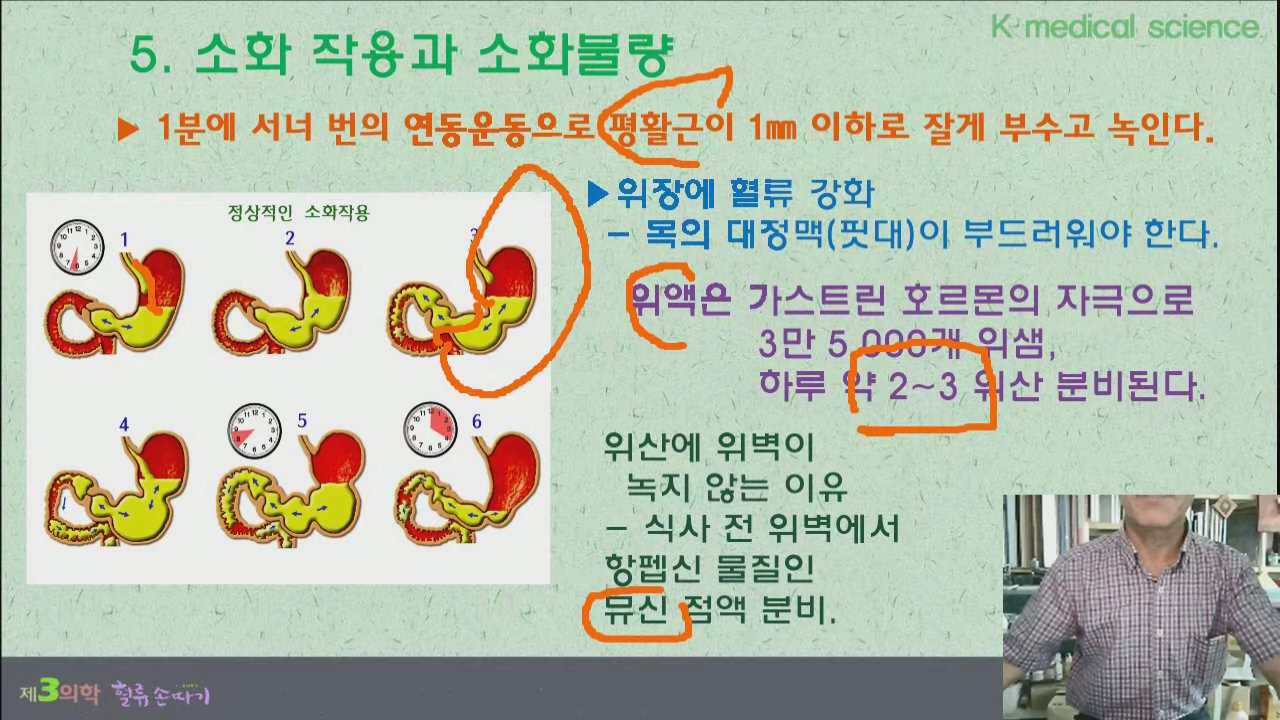 K medical science
5. 소화 작용과 소화불량
▶ 1분에 서너 번의 연동운동으로 평활근이 1㎜ 이하로 잘게 부수고 녹인다.
정상적인 소화작용
1
2
3
4
5
6
▶위장에 혈류 강화
- 목의 대정맥(핏대)이 부드러워야 한다.
위액은 가스트린 호르몬의 자극으로
3만 5,000개 위샘,
하루 약 2~3 위산 분비된다.
위산에 위벽이
녹지 않는 이유
- 식사 전 위벽에서
항펩신 물질인
뮤신 점액 분비.
제3의학 혈류 손따기